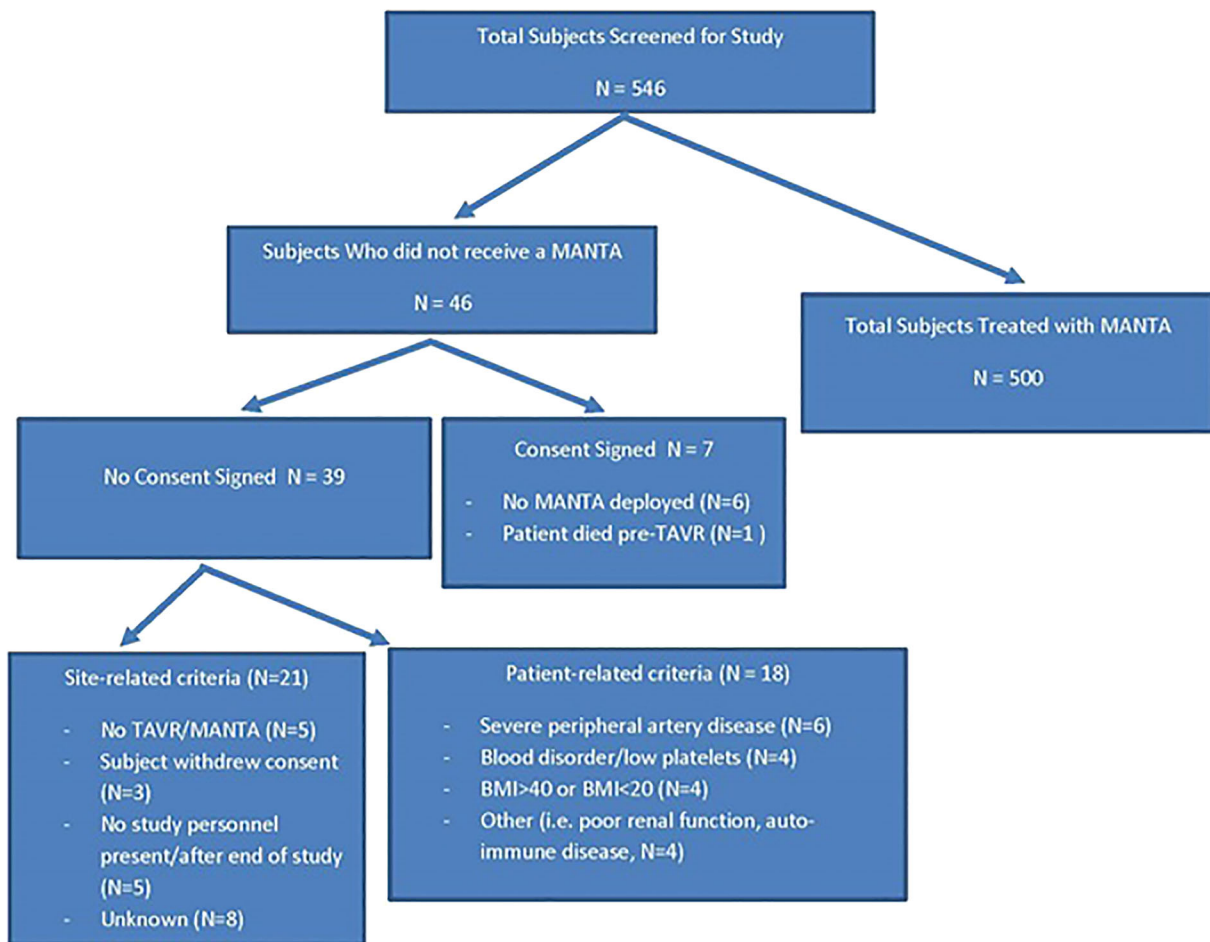 Total Subjects Screened for Study
N = 546
Subjects Who did not receive a MANTA
N = 46
Total Subjects Treated with MANTA
N = 500
No Consent Signed N = 39
Consent Signed N = 7
- No MANTA deployed (N=6)
- Patient died pre-TAVR (N=1 )
Site-related criteria (N=21)
- No TAVR/MANTA (N=5)
- Subject withdrew consent
(N=3)
- No study personnel
present/after end of study
(N=5)
- Unknown (N=8)
Patient-related criteria (N = 18)
- Severe peripheral artery disease (N=6)
- Blood disorder/low platelets (N=4)
- BMI>40 or BMI<20 (N=4)
- Other (i.e. poor renal function, auto-
immune disease, N=4)